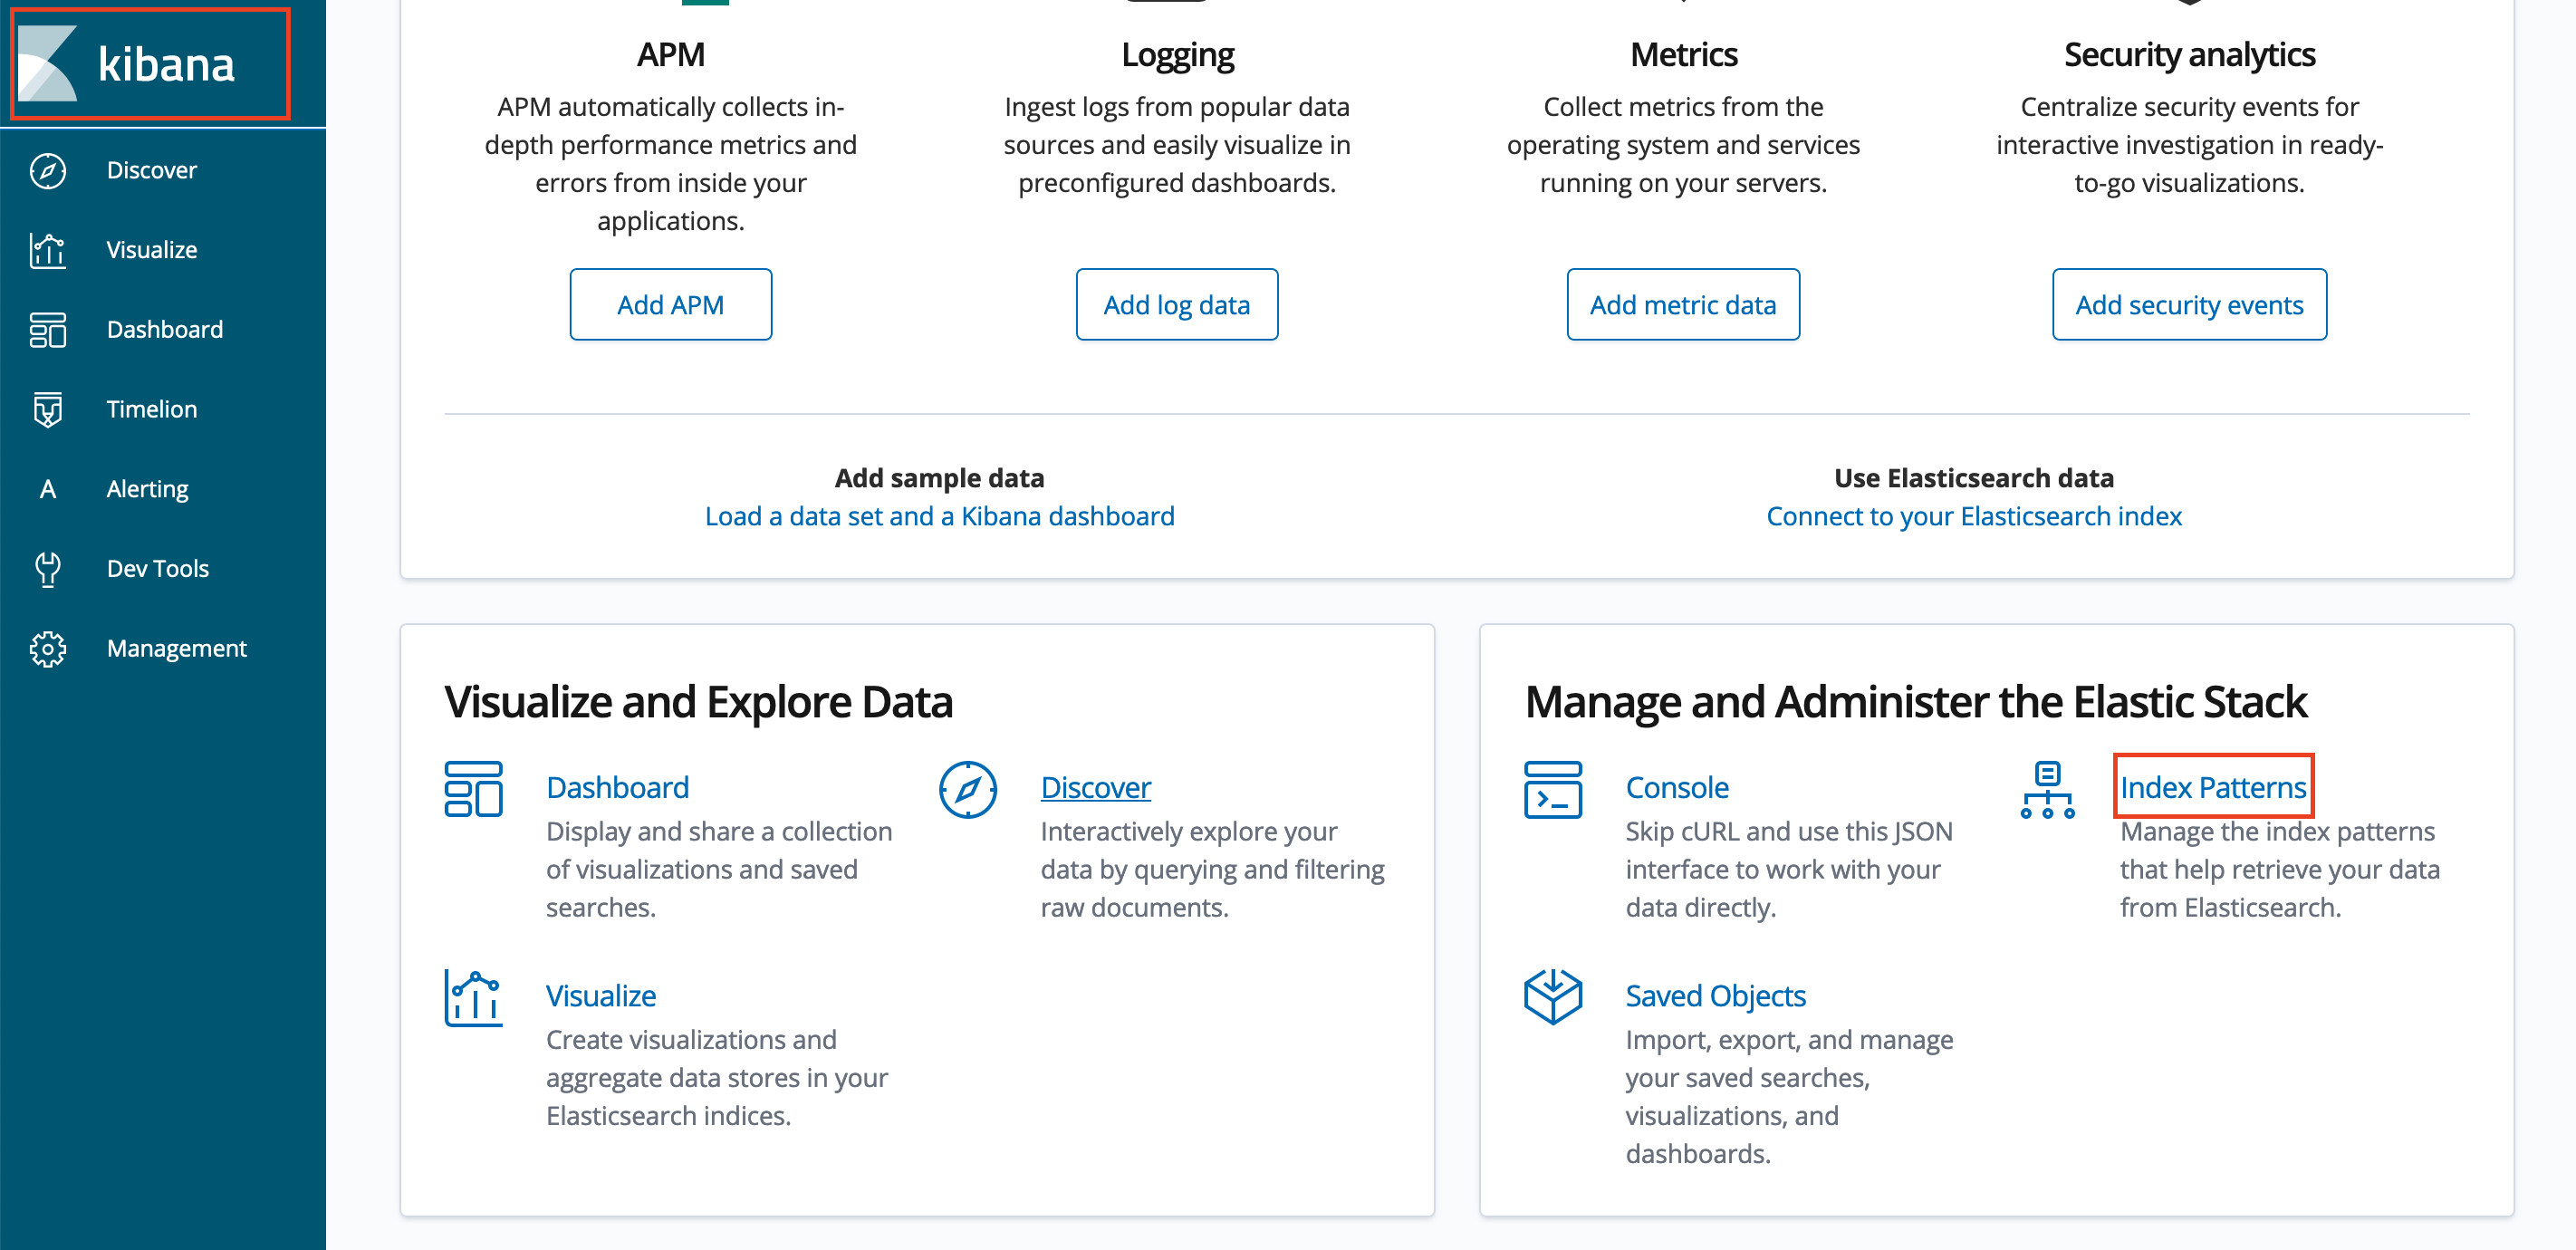 kibana
Discover
Visualize
Dashboard
Timelion
A Alerting
Dev Tools
Management
APM
APM automatically collects in-
depth performance metrics and
errors from inside your
applications.
Add APM
Logging
Ingest logs from popular data
sources and easily visualize in
preconfigured dashboards.
Add log data
Metrics
Collect metrics from the
operating system and services
running on your servers.
Add metric data
Security analytics
Centralize security events for
interactive investigation in ready-
to-go visualizations.
Add security events
Add sample data
Load a data set and a Kibana dashboard
Use Elasticsearch data
Connect to your Elasticsearch index
Visualize and Explore Data
Dashboard
Display and share a collection
of visualizations and saved
searches.
Discover
Interactively explore your
data by querying and filtering
raw documents.
Visualize
Create visualizations and
aggregate data stores in your
Elasticsearch indices.
Manage and Administer the Elastic Stack
Console
Skip cURL and use this JSON
interface to work with your
data directly.
Index Patterns
Manage the index patterns
that help retrieve your data
from Elasticsearch.
Saved Objects
Import, export, and manage
your saved searches,
visualizations, and
dashboards.